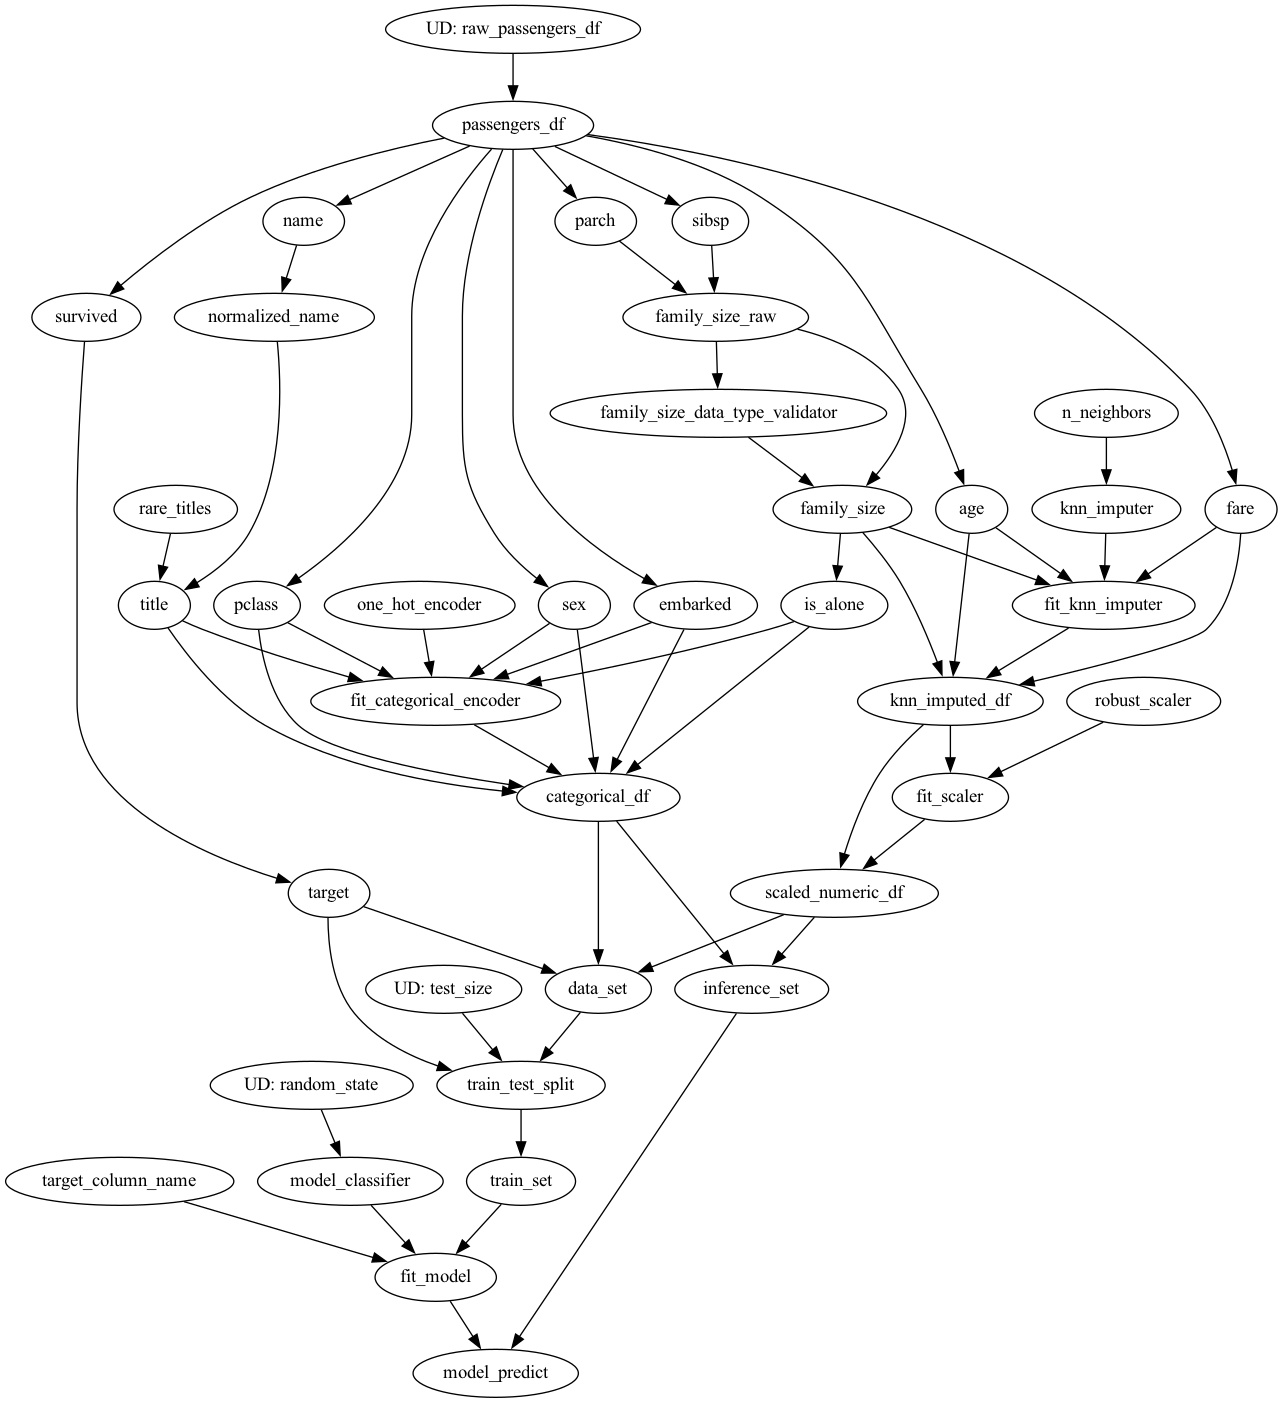 UD: raw_passengers_df
passengers_df
name
parch
sibsp
survived
normalized_name
family_size_raw
family_size_data_type_validator
n_neighbors
rare_titles
family_size
age
knn_imputer
fare
title
pclass
one_hot_encoder
sex
embarked
is_alone
fit_knn_imputer
fit_categorical_encoder
knn_imputed_df
robust_scaler
categorical_df
fit_scaler
target
scaled_numeric_df
UD: test_size
data_set
inference_set
UD: random_state
train_test_split
target_column_name
model_classifier
train_set
fit_model
model_predict